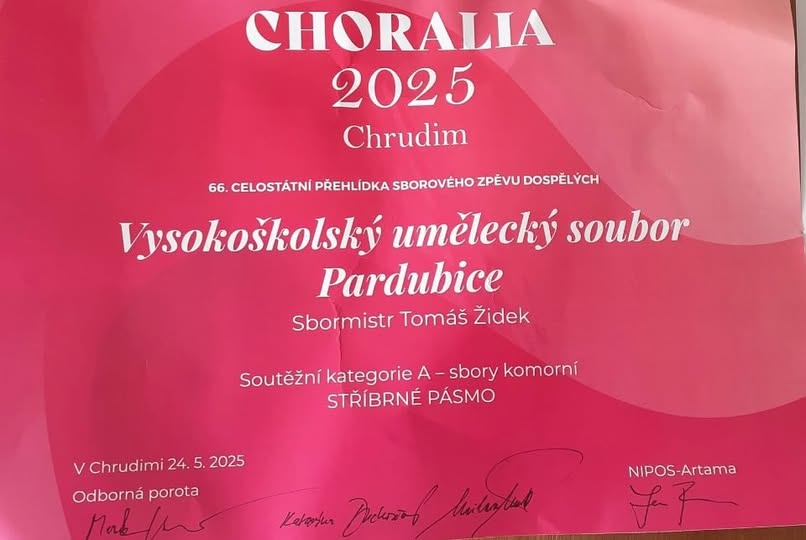 CHORALIA
2025
Chrudim
66. CELOSTÁTNÍ PŘEHLÍDKA SBOROVÉHO ZPĚVU DOSPĚLÝCH
Vysokoškolský umělecký soubor
Pardubice
Sbormistr Tomáš Židek
Soutěžní kategorie A – sbory komorní
STŘÍBRNÉ PÁSMO
V Chrudimi 24. 5. 2025
Odborná porota
NIPOS-Artama